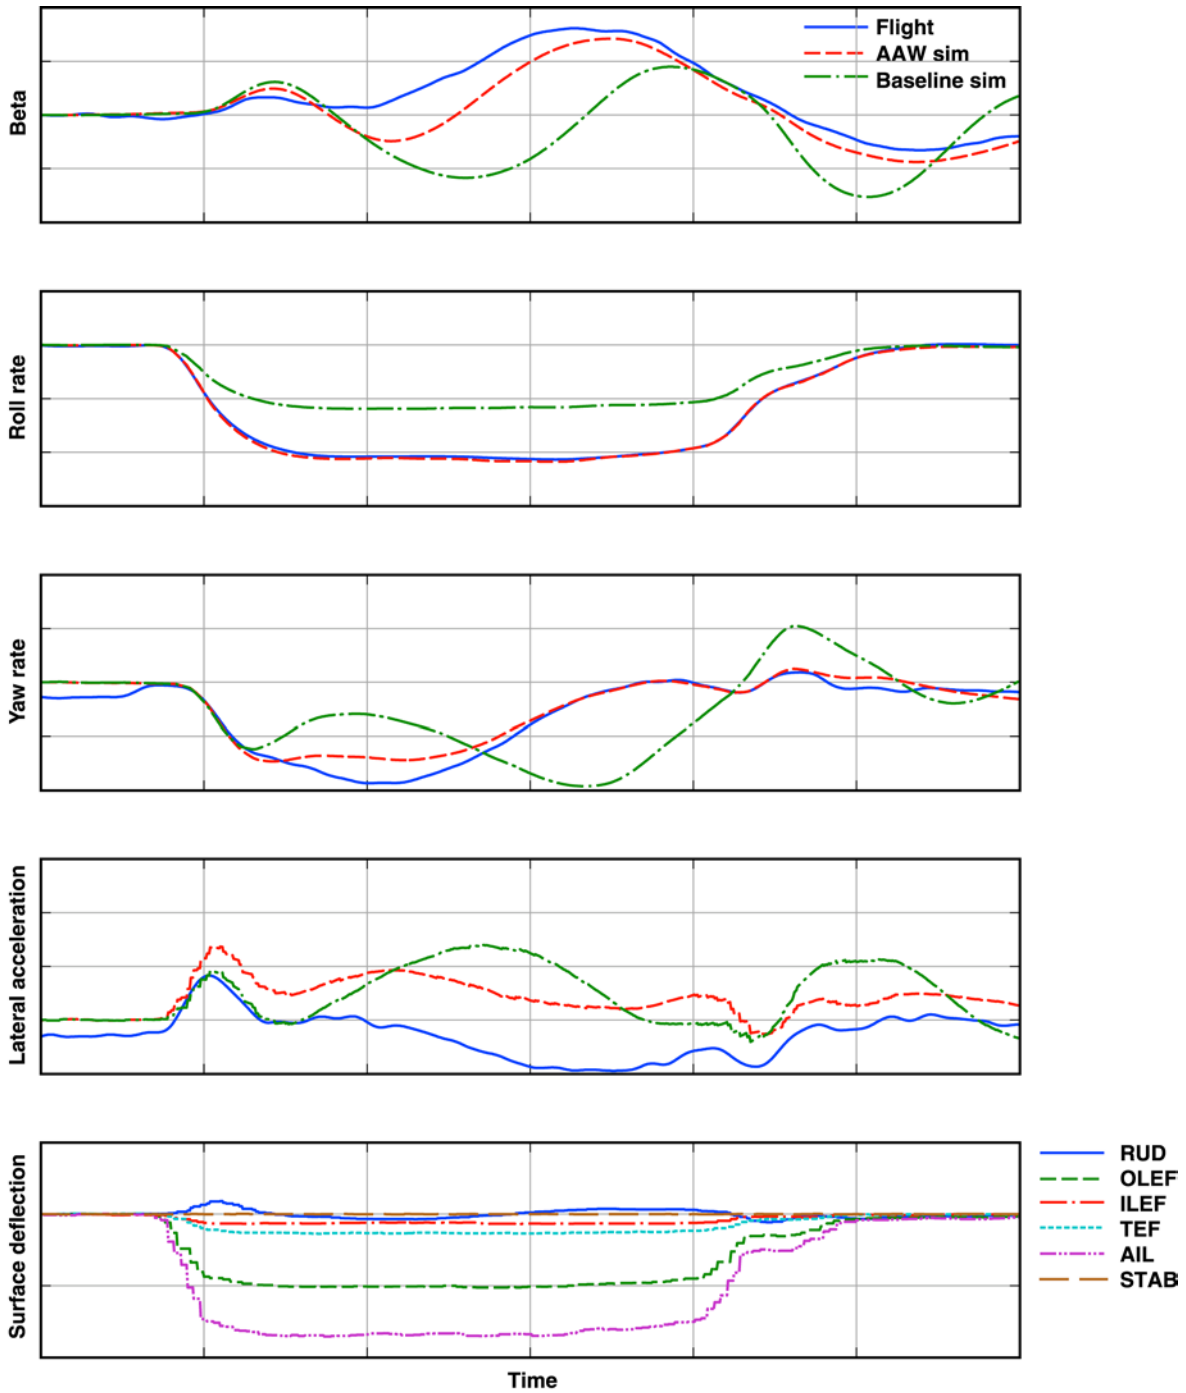 Flight
AAW sim
Baseline sim
Beta
Roll rate
Yaw rate
Lateral acceleration
Surface deflection
RUD
OLEF
ILEF
TEF
AIL
STAB
Time